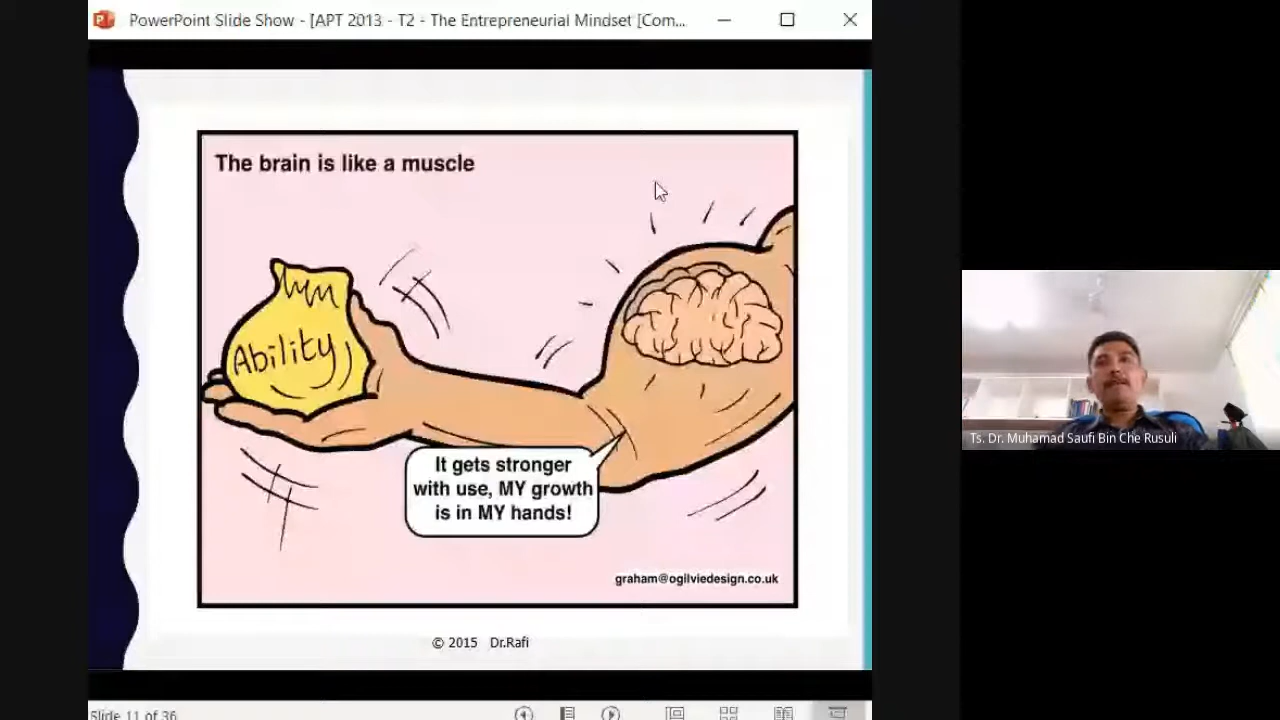 PowerPoint Slide Show - [APT 2013 - T2 - The Entrepreneurial Mindset [Com...
The brain is like a muscle
Ability
It gets stronger
with use, MY growth
is in MY hands!
graham@ogilviedesign.co.uk
© 2015 Dr.Rafi
Slide 11 of 36
Ts. Dr. Muhamad Saufi Bin Che Rusuli